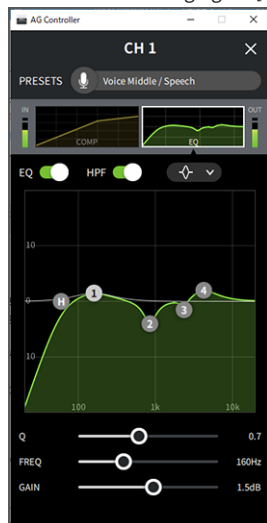 AG Controller
CH 1
PRESETS Voice Middle / Speech
IN OUT
COMP EQ
EQ HPF
10
0
H 1 2 3 4
10
100 1k 10k
Q 0.7
FREQ 160Hz
GAIN 1.5dB